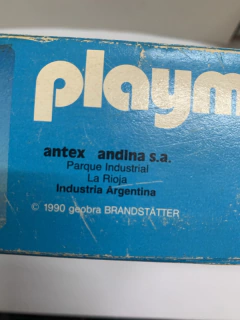 playm
antex andina s.a.
Parque Industrial
La Rioja
Industria Argentina
© 1990 geobra BRANDSTÄTTER